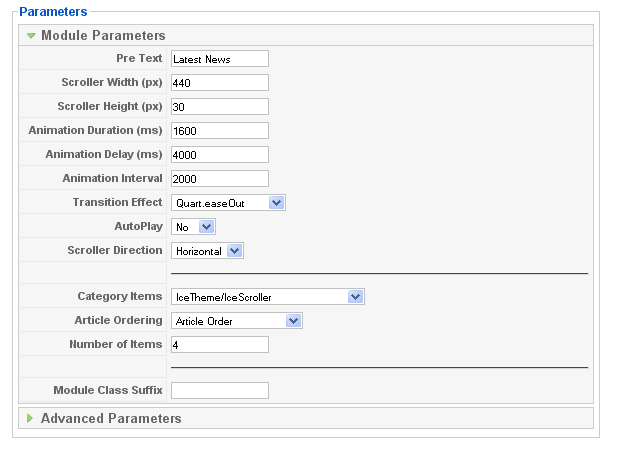 Parameters
Module Parameters
Pre Text Latest News
Scroller Width (px) 440
Scroller Height (px) 30
Animation Duration (ms) 1600
Animation Delay (ms) 4000
Animation Interval 2000
Transition Effect Quart.easeOut
AutoPlay No
Scroller Direction Horizontal
Category Items IceTheme/IceScroller
Article Ordering Article Order
Number of Items 4
Module Class Suffix
Advanced Parameters